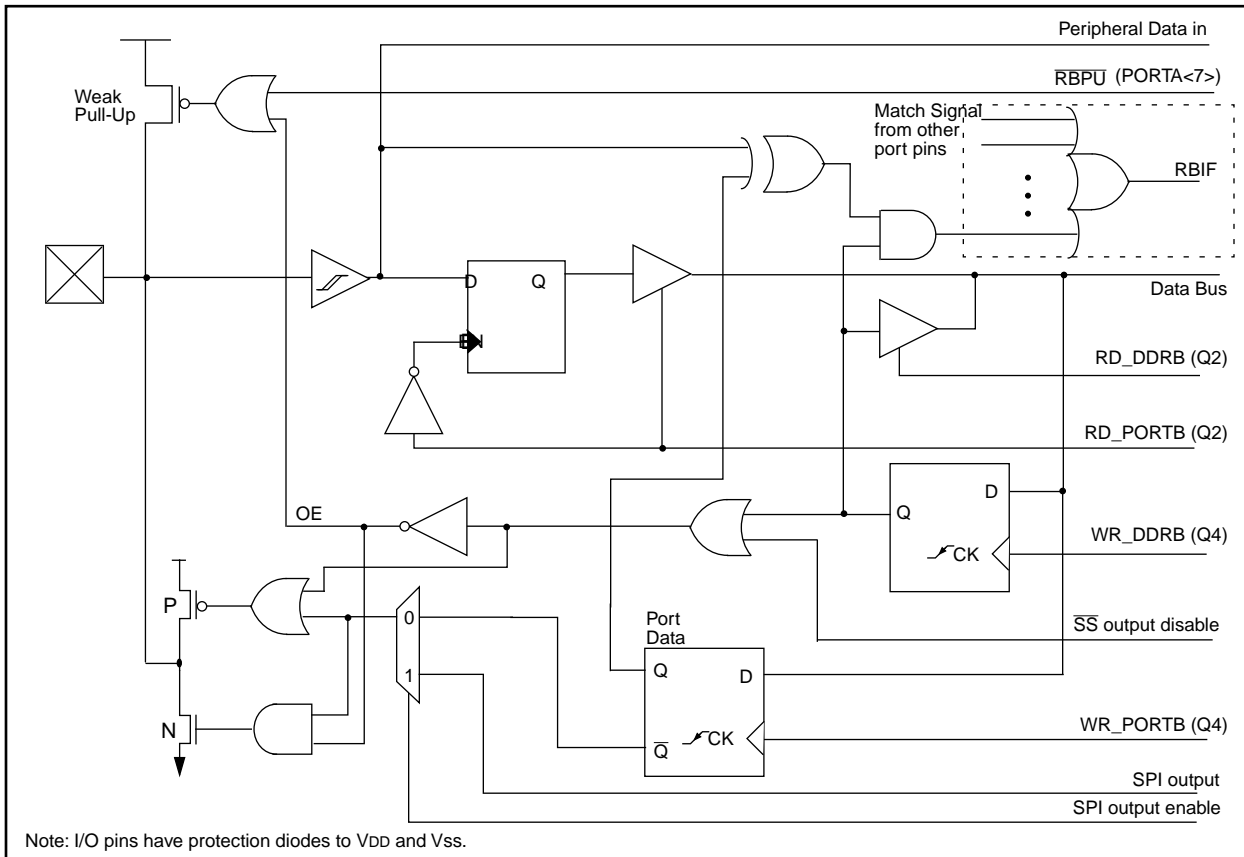 Peripheral Data in
RBPU (PORTA<7>)
Weak
Pull-Up
Match Signal
from other
port pins
RBIF
D
Q
Data Bus
RD_DDRB (Q2)
RD_PORTB (Q2)
OE
Q
D
CK
WR_DDRB (Q4)
P
0
1
Port
Data
SS output disable
Q
D
N
Q
CK
WR_PORTB (Q4)
SPI output
SPI output enable
Note: I/O pins have protection diodes to VDD and Vss.